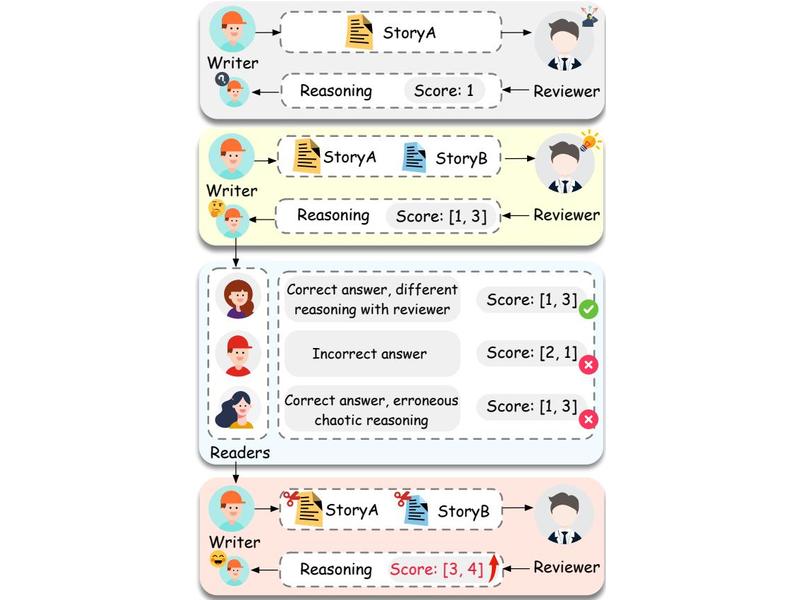 StoryA
Writer
Reasoning Score: 1 Reviewer
StoryA StoryB
Writer
Reasoning Score: [1, 3] Reviewer
Correct answer, different
reasoning with reviewer
Score: [1, 3]
Incorrect answer Score: [2, 1]
Correct answer, erroneous
chaotic reasoning
Score: [1, 3]
Readers
StoryA StoryB
Writer
Reasoning Score: [3, 4] Reviewer